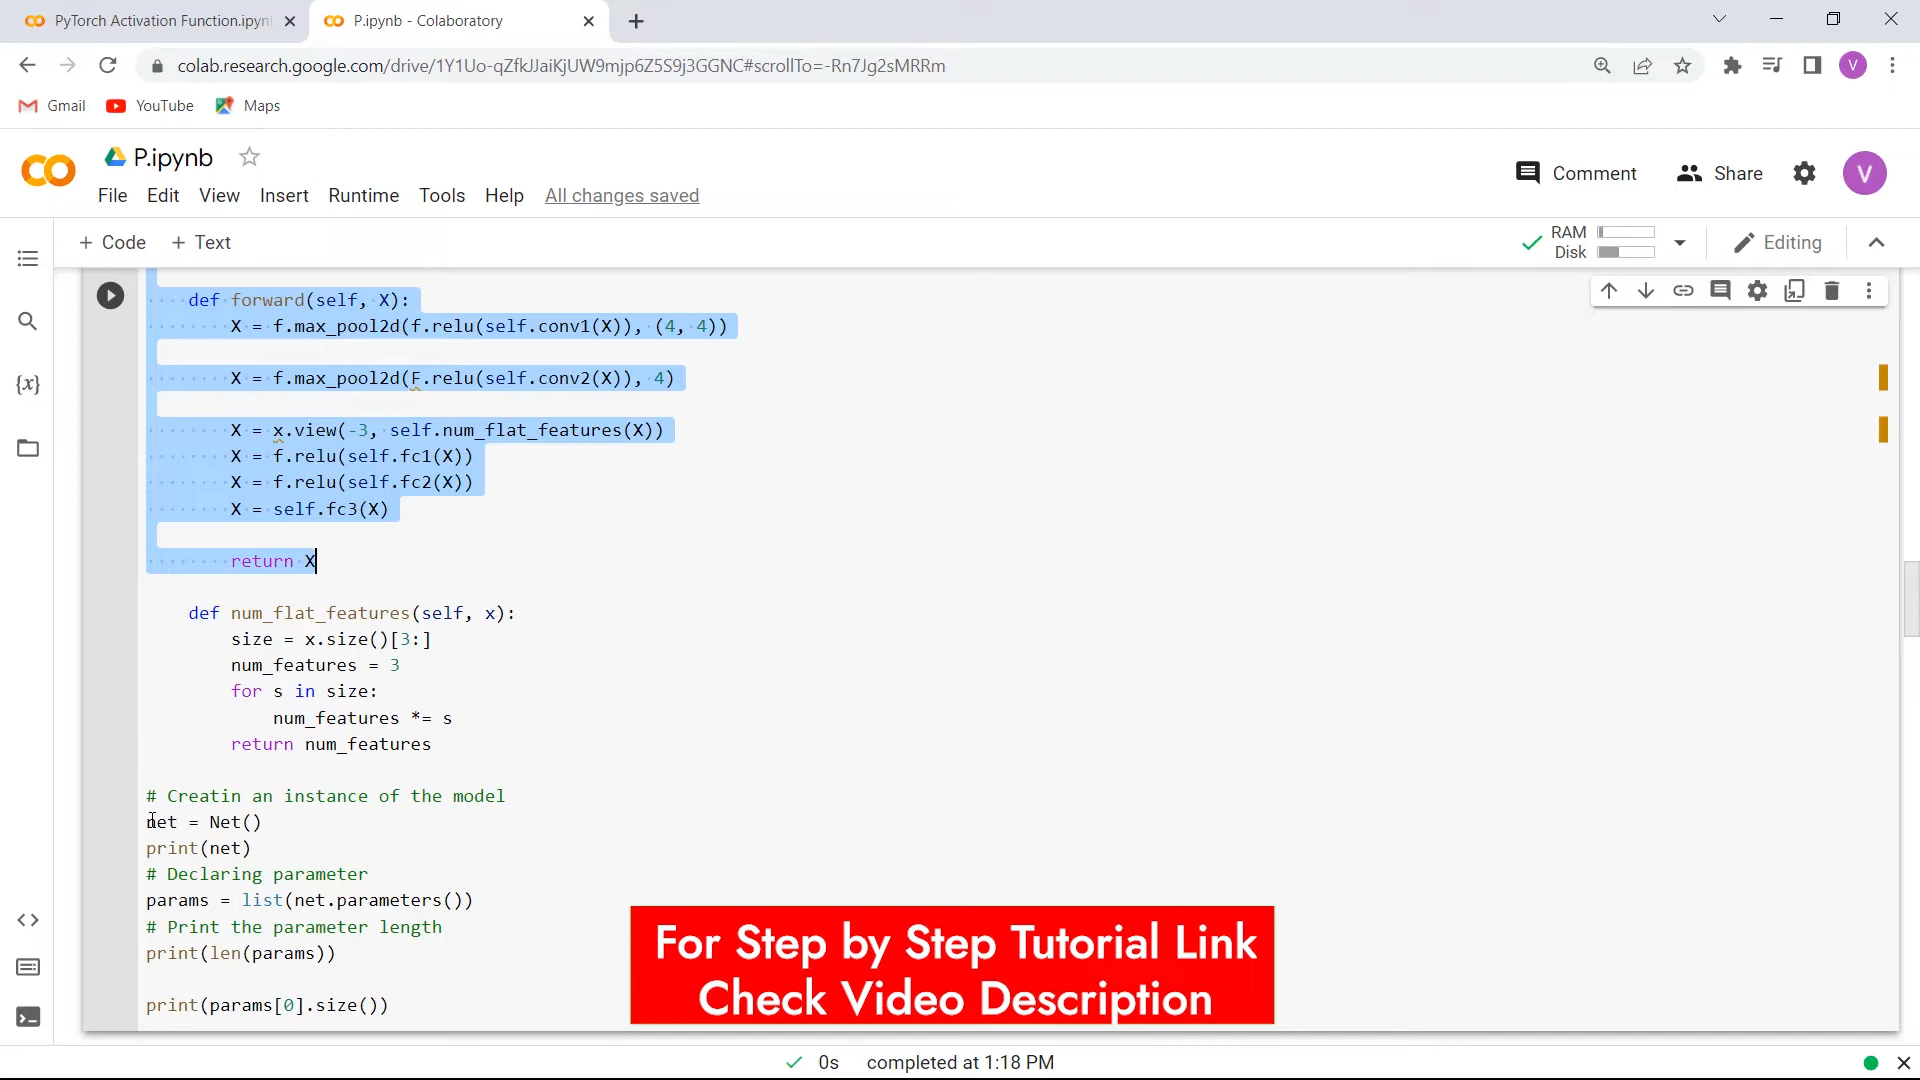 PyTorch Activation Function.ipyn
P.ipynb - Colaboratory
colab.research.google.com/drive/1Y1Uo-qZfkJJaiKjUW9mjp6Z5S9j3GGNC#scrollTo=-Rn7Jg2sMRRm
V
Gmail
YouTube
Maps
P.ipynb
Comment
Share
V
File
Edit
View
Insert
Runtime
Tools
Help
All changes saved
+ Code
+ Text
RAM
Disk
Editing
def forward(self, X):
X = f.max_pool2d(f.relu(self.conv1(X)), (4, 4))
X = f.max_pool2d(F.relu(self.conv2(X)), 4)
X = x.view(-3, self.num_flat_features(X))
X = f.relu(self.fc1(X))
X = f.relu(self.fc2(X))
X = self.fc3(X)
return X
def num_flat_features(self, x):
size = x.size()[3:]
num_features = 3
for s in size:
num_features *= s
return num_features
# Creatin an instance of the model
net = Net()
print(net)
# Declaring parameter
params = list(net.parameters())
# Print the parameter length
print(len(params))
print(params[0].size())
For Step by Step Tutorial Link
Check Video Description
0s completed at 1:18 PM